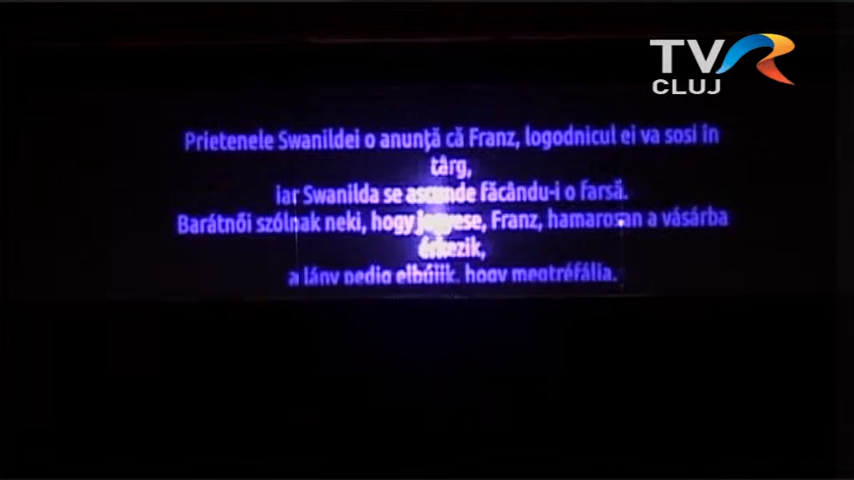 TVR
CLUJ
Prietenele Swanildei o anunță că Franz, logodnicul ei va sosi în
târg,
iar Swanilda se ascunde făcându-i o farsă.
Barátnői szólnak neki, hogy jegyese, Franz, hamarosan a vásárba
érkezik,
a lány pedig elbújik, hogy megtréfálja.